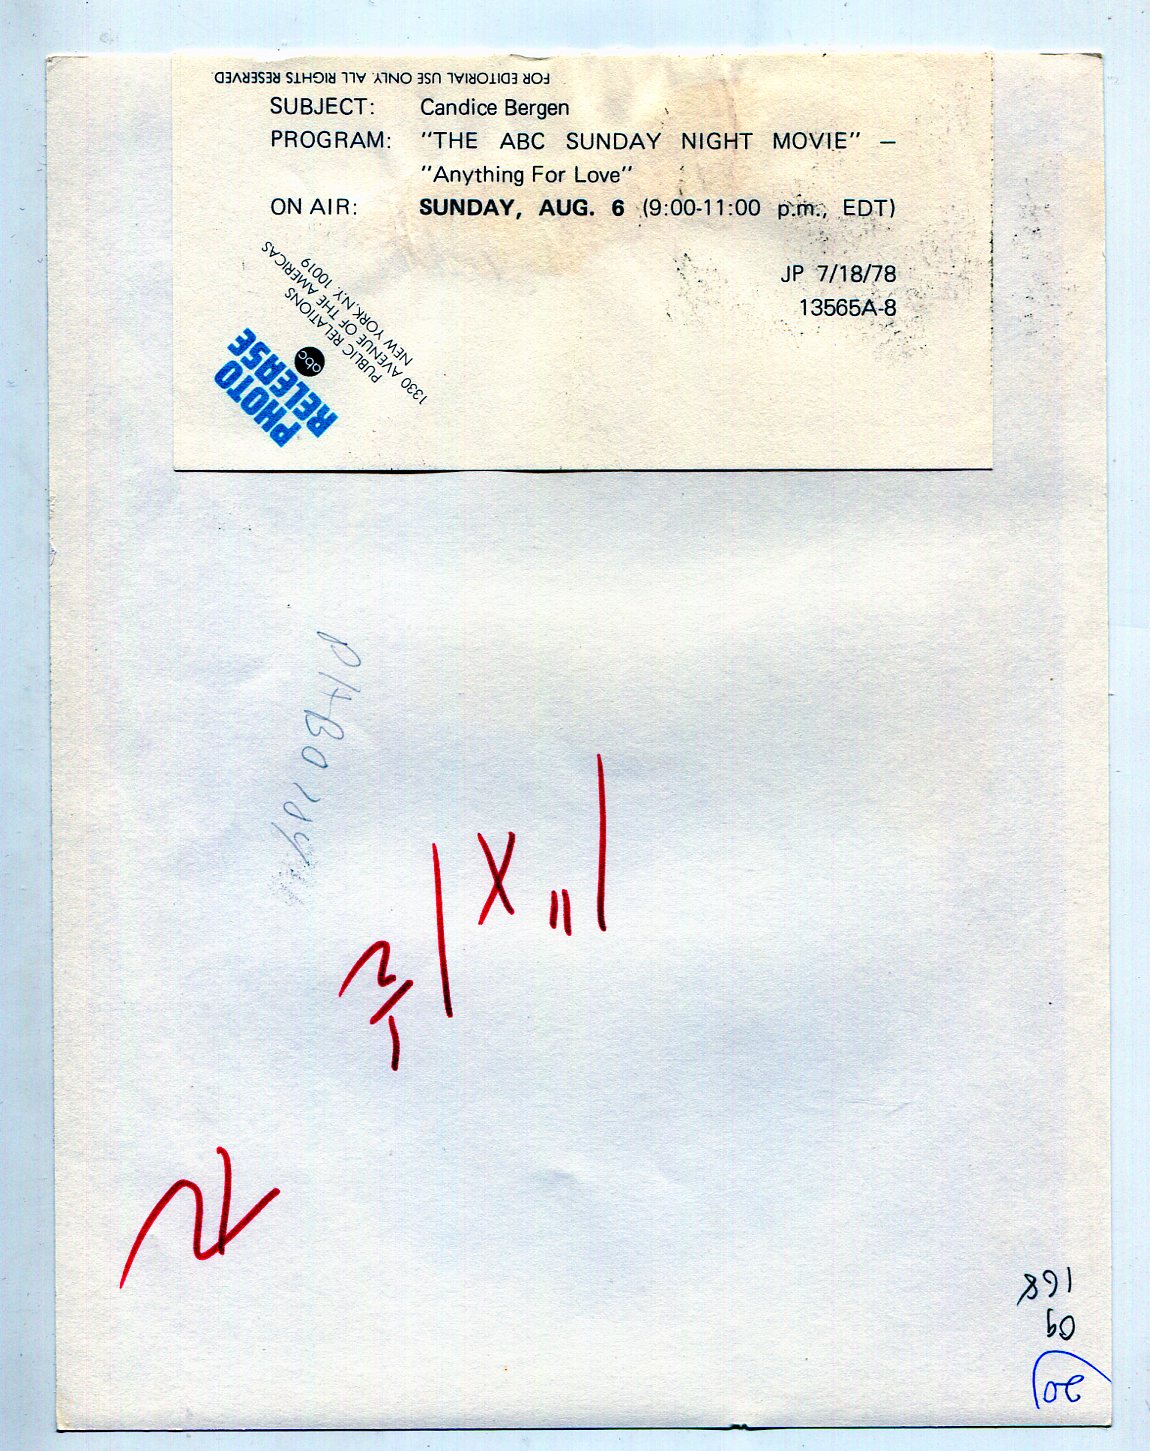 FOR EDITORIAL USE ONLY. ALL RIGHTS RESERVED.
SUBJECT: Candice Bergen
PROGRAM: "THE ABC SUNDAY NIGHT MOVIE" —
"Anything For Love"
ON AIR: SUNDAY, AUG. 6 (9:00-11:00 p.m., EDT)
JP 7/18/78
13565A-8
PHOTO
RELEASE
abc
PUBLIC RELATIONS
1330 AVENUE OF THE AMERICAS
NEW YORK, N.Y. 10019
168